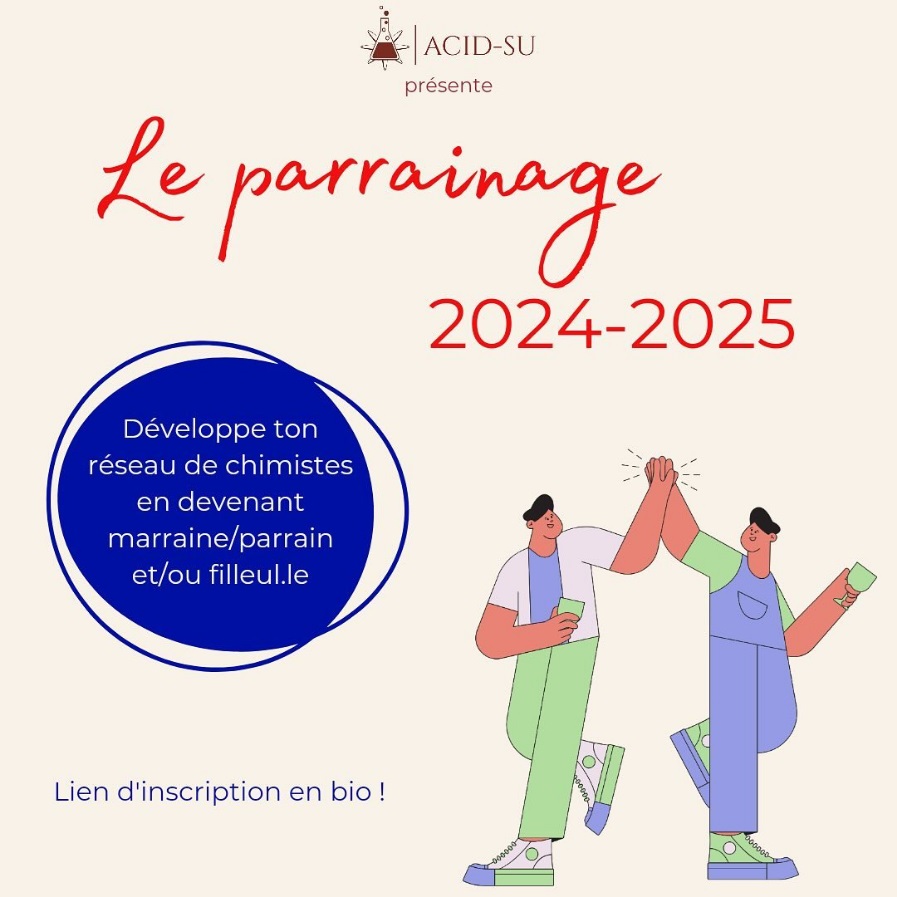 ACID-SU
présente
Le parrainage
2024-2025
Développe ton
réseau de chimistes
en devenant
marraine/parrain
et/ou filleul.le
Lien d'inscription en bio !